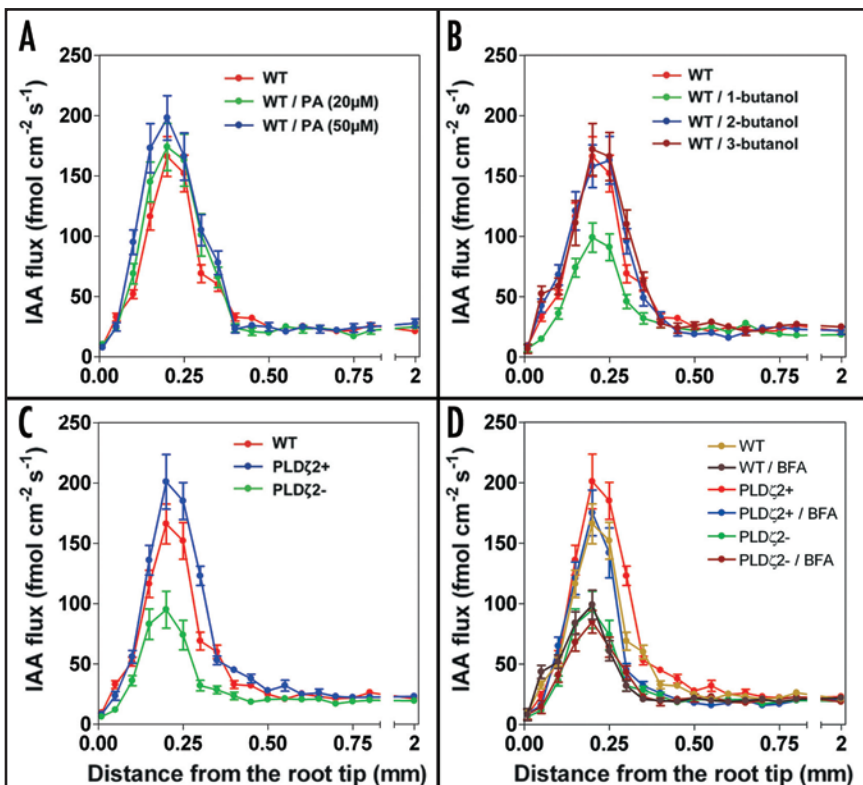 A
250
200
150
100
50
0
IAA flux (fmol cm⁻² s⁻¹)
WT
WT / PA (20µM)
WT / PA (50µM)
0.00 0.25 0.50 0.75 2
B
250
200
150
100
50
0
IAA flux (fmol cm⁻² s⁻¹)
WT
WT / 1-butanol
WT / 2-butanol
WT / 3-butanol
0.00 0.25 0.50 0.75 2
C
250
200
150
100
50
0
IAA flux (fmol cm⁻² s⁻¹)
WT
PLDζ2+
PLDζ2-
0.00 0.25 0.50 0.75 2
Distance from the root tip (mm)
D
250
200
150
100
50
0
IAA flux (fmol cm⁻² s⁻¹)
WT
WT / BFA
PLDζ2+
PLDζ2+ / BFA
PLDζ2-
PLDζ2- / BFA
0.00 0.25 0.50 0.75 2
Distance from the root tip (mm)